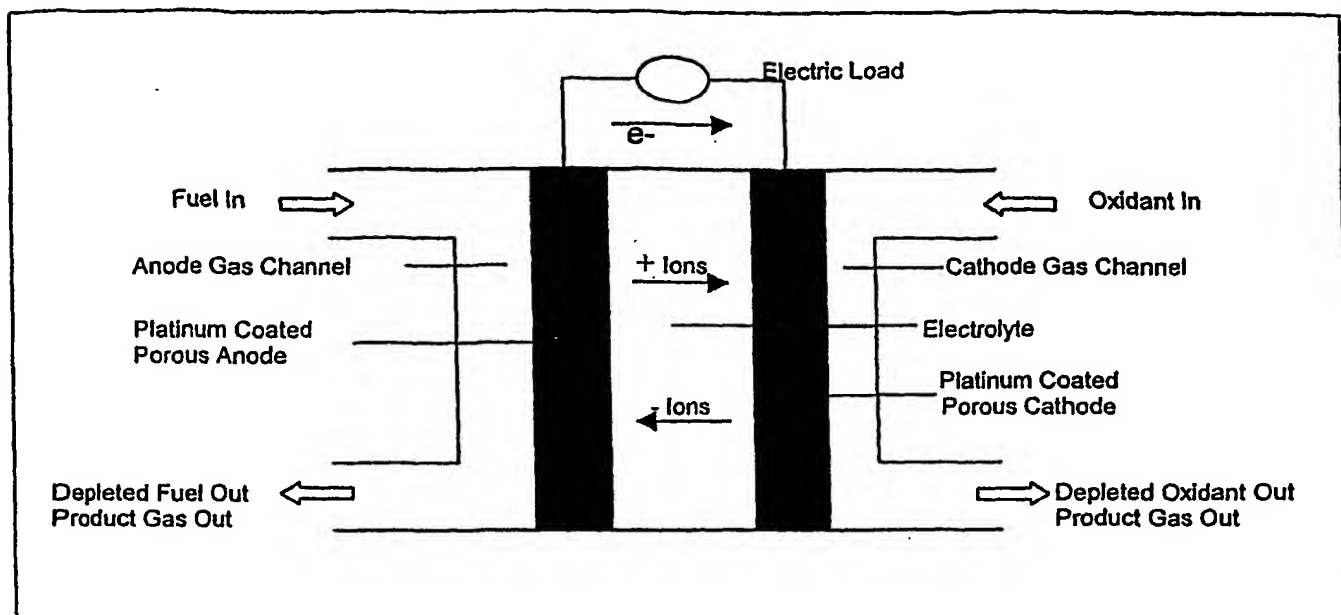 Electric Load
e-
Fuel In
Oxidant In
Anode Gas Channel
+ Ions
Cathode Gas Channel
Platinum Coated
Porous Anode
Electrolyte
- Ions
Platinum Coated
Porous Cathode
Depleted Fuel Out
Product Gas Out
Depleted Oxidant Out
Product Gas Out